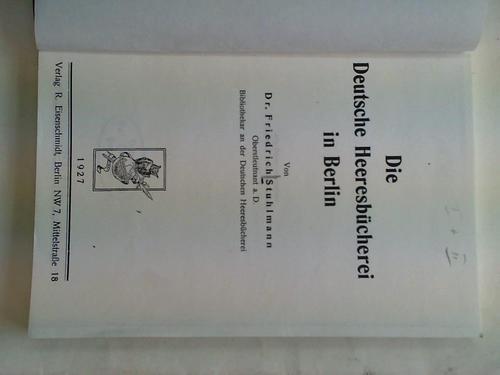 Die
Deutsche Heeresbücherei
in Berlin
Von
Dr. Friedrich Stuhlmann
Oberstleutnant a. D.
Bibliothekar an der Deutschen Heeresbücherei
1927
Verlag R. Eisenschmidt, Berlin NW 7, Mittelstraße 18